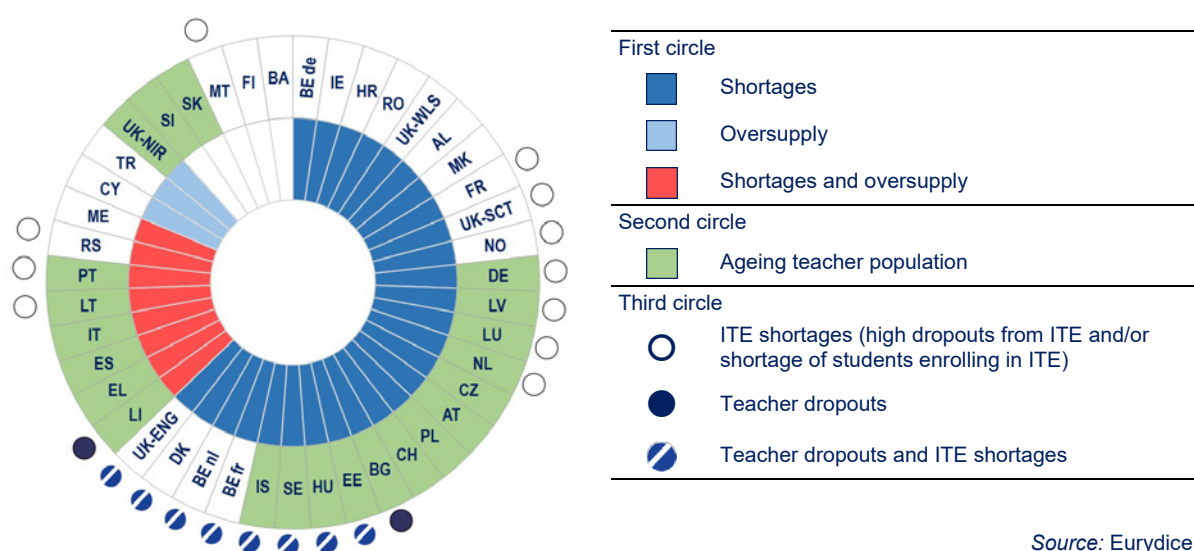 BE de
IE
HR
RO
UK-WLS
AL
MK
FR
UK-SCT
NO
DE
LV
LU
NL
CZ
AT
PL
CH
BG
EE
HU
SE
IS
BE fr
BE nl
DK
UK-ENG
LI
EL
ES
IT
LT
PT
RS
ME
CY
TR
UK-NIR
SI
SK
MT
FI
BA
First circle
Shortages
Oversupply
Shortages and oversupply
Second circle
Ageing teacher population
Third circle
ITE shortages (high dropouts from ITE and/or
shortage of students enrolling in ITE)
Teacher dropouts
Teacher dropouts and ITE shortages
Source: Eurydice